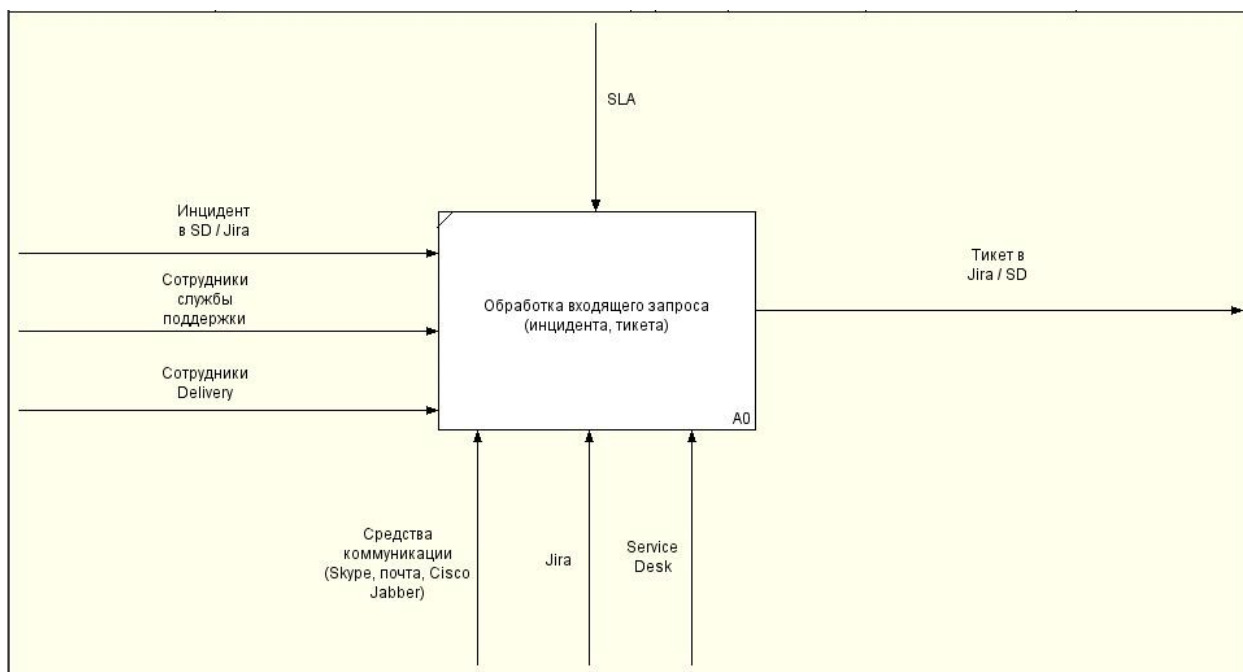 SLA
Инцидент
в SD / Jira
Сотрудники
службы
поддержки
Сотрудники
Delivery
Обработка входящего запроса
(инцидента, тикета)
A0
Тикет в
Jira / SD
Средства
коммуникации
(Skype, почта, Cisco
Jabber)
Jira
Service
Desk